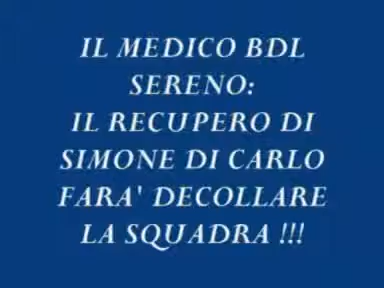 IL MEDICO BDL
SERENO:
IL RECUPERO DI
SIMONE DI CARLO
FARA' DECOLLARE
LA SQUADRA !!!